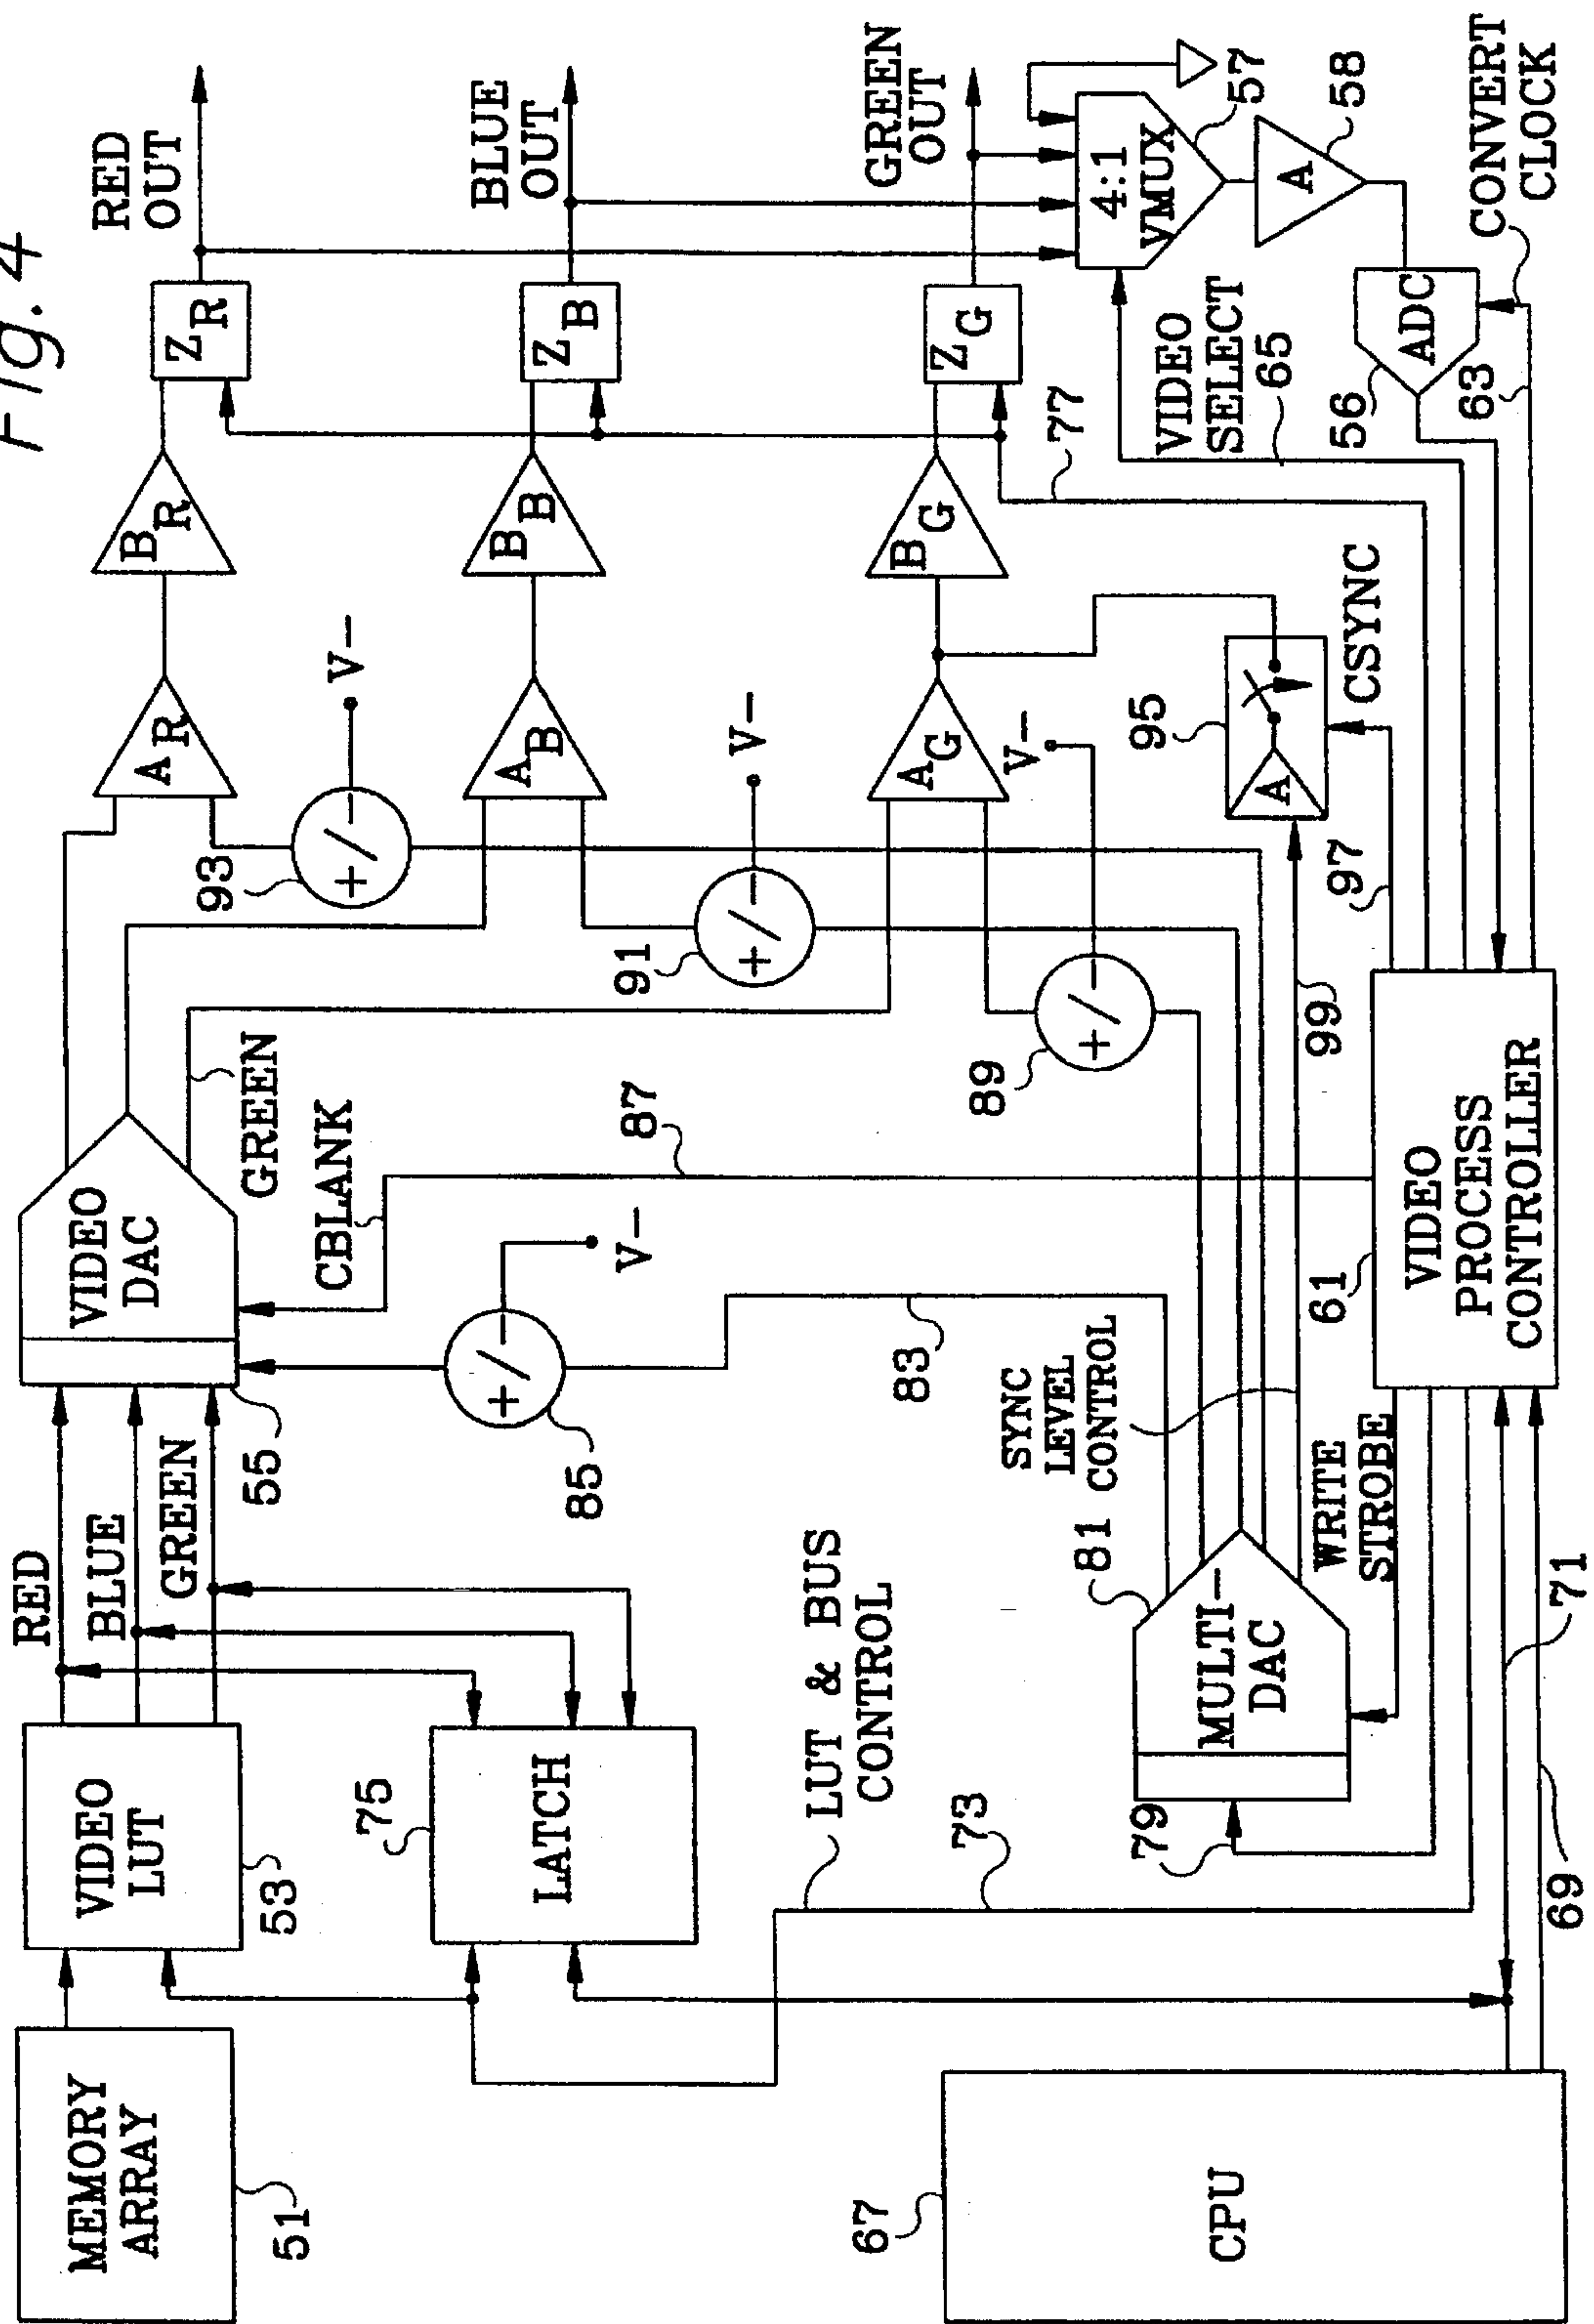 Fig. 4
MEMORY
ARRAY
51
VIDEO
LUT
53
RED
BLUE
GREEN
55
VIDEO
DAC
GREEN
CBLANK
87
85
+/-
V-
83
75
LATCH
LUT & BUS
CONTROL
73
93
+/-
V-
91
+/-
V-
89
+/-
V-
AR
BR
ZR
RED
OUT
AB
BB
ZB
BLUE
OUT
AG
BG
ZG
GREEN
OUT
77
VIDEO
SELECT
65
4:1
VMUX
57
A
58
ADC
56
63
CONVERT
CLOCK
95
A
CSYNC
97
99
SYNC
LEVEL
CONTROL
81
MULTI-
DAC
79
WRITE
STROBE
61
VIDEO
PROCESS
CONTROLLER
71
69
67
CPU